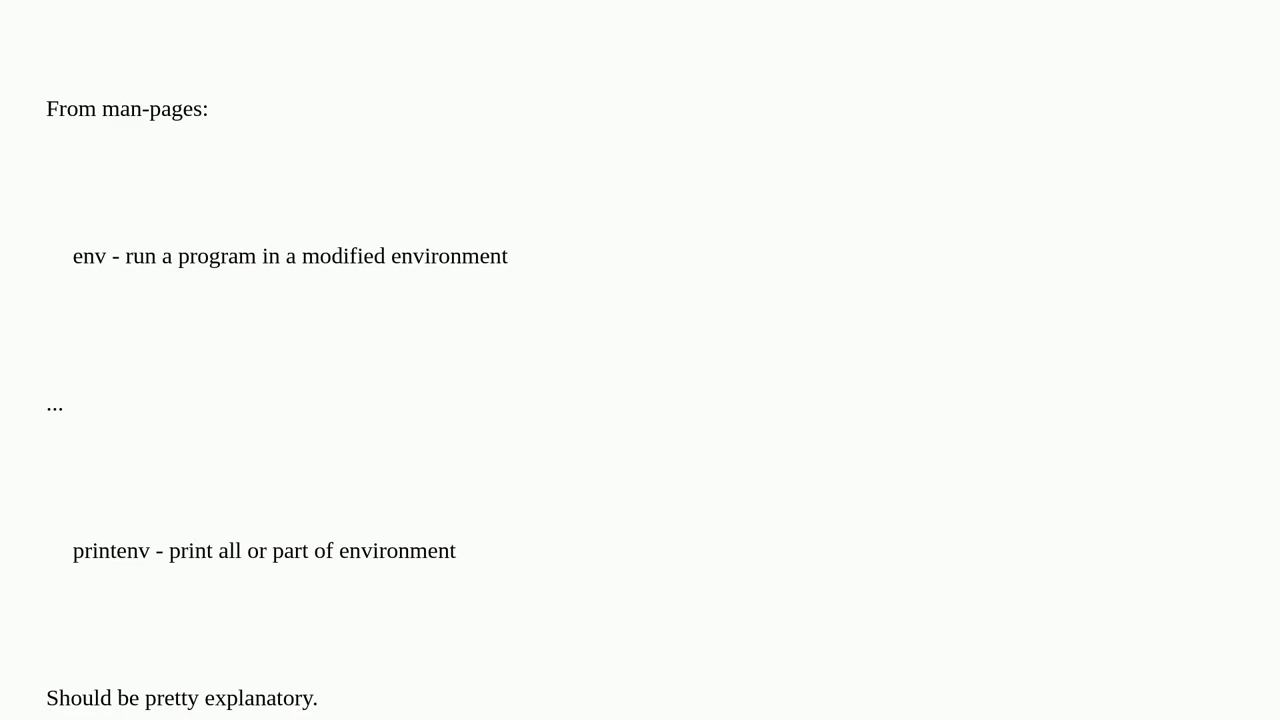 From man-pages:
env - run a program in a modified environment
...
printenv - print all or part of environment
Should be pretty explanatory.